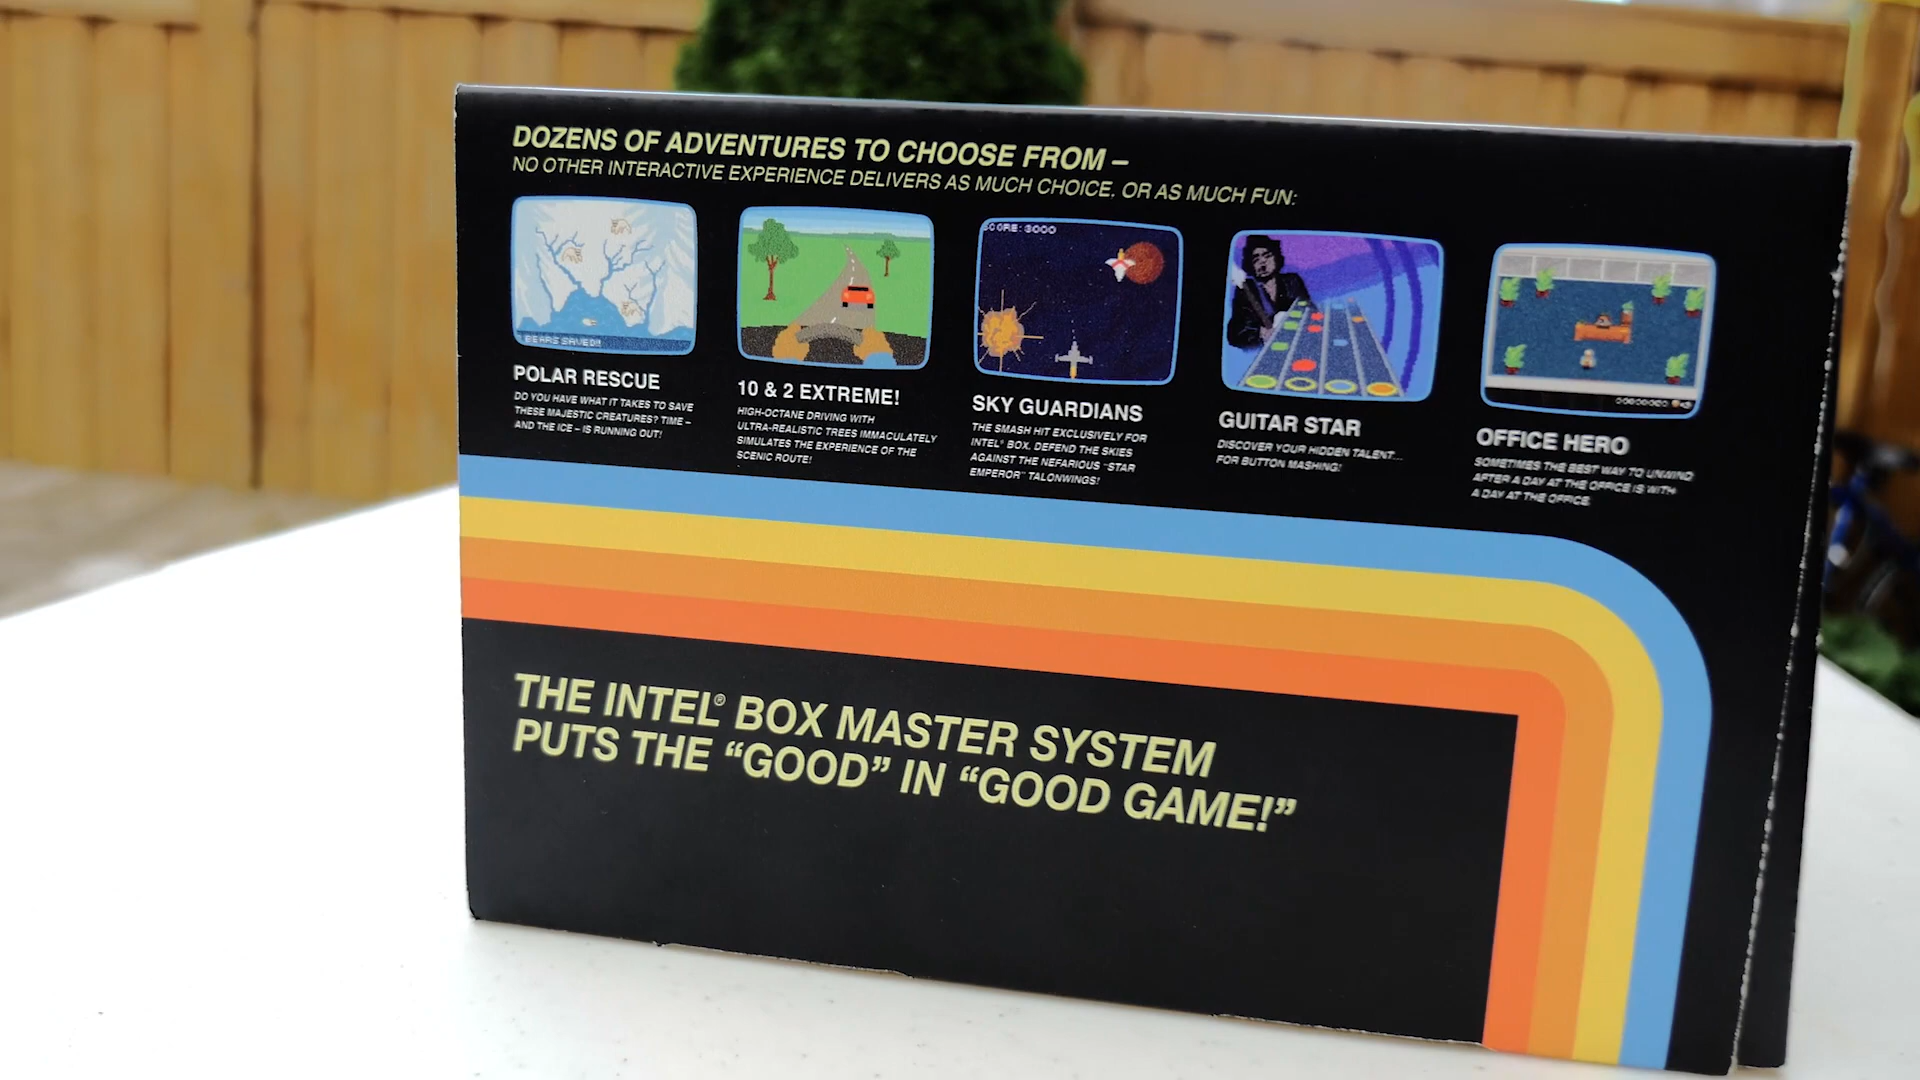 DOZENS OF ADVENTURES TO CHOOSE FROM –
NO OTHER INTERACTIVE EXPERIENCE DELIVERS AS MUCH CHOICE, OR AS MUCH FUN:
BEARS SAVED!!
POLAR RESCUE
DO YOU HAVE WHAT IT TAKES TO SAVE
THESE MAJESTIC CREATURES? TIME –
AND THE ICE – IS RUNNING OUT!
10 & 2 EXTREME!
HIGH-OCTANE DRIVING WITH
ULTRA-REALISTIC TREES IMMACULATELY
SIMULATES THE EXPERIENCE OF THE
SCENIC ROUTE!
SCORE: 3000
SKY GUARDIANS
THE SMASH HIT EXCLUSIVELY FOR
INTEL® BOX. DEFEND THE SKIES
AGAINST THE NEFARIOUS "STAR
EMPEROR" TALONWINGS!
GUITAR STAR
DISCOVER YOUR HIDDEN TALENT...
FOR BUTTON MASHING!
OFFICE HERO
SOMETIMES THE BEST WAY TO UNWIND
AFTER A DAY AT THE OFFICE IS WITH
A DAY AT THE OFFICE.
THE INTEL® BOX MASTER SYSTEM
PUTS THE “GOOD” IN “GOOD GAME!”